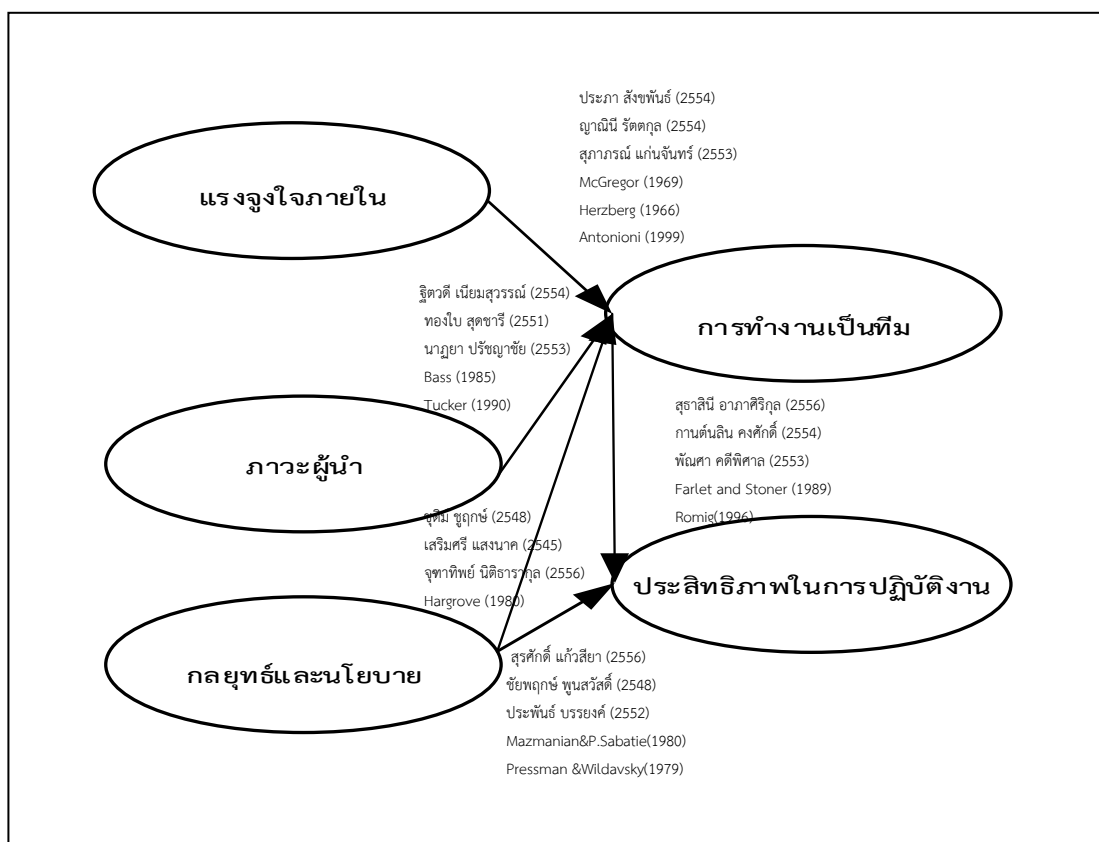 ประภา สังขพันธ์ (2554)
ญาณินี รัตตกุล (2554)
สุภาภรณ์ แก่นจันทร์ (2553)
McGregor (1969)
Herzberg (1966)
Antonioni (1999)
แรงจูงใจภายใน
ฐิตวดี เนียมสุวรรณ์ (2554)
ทองใบ สุดชารี (2551)
นาฏยา ปรัชญาชัย (2553)
Bass (1985)
Tucker (1990)
การทำงานเป็นทีม
สุธาสินี อาภาศิริกุล (2556)
กานต์นลิน คงศักดิ์ (2554)
พัณศา คดีพิศาล (2553)
Farlet and Stoner (1989)
Romig(1996)
ภาวะผู้นำ
ชูฤกษ์ (2548)
เสริมศรี แสงนาค (2545)
จุฑาทิพย์ นิติธารากุล (2556)
Hargrove (1980)
ประสิทธิภาพในการปฏิบัติงาน
กลยุทธ์และนโยบาย
สุรศักดิ์ แก้วสียา (2556)
ชัยพฤกษ์ พูนสวัสดิ์ (2548)
ประพันธ์ บรรยงค์ (2552)
Mazmanian&P.Sabatie(1980)
Pressman &Wildavsky(1979)